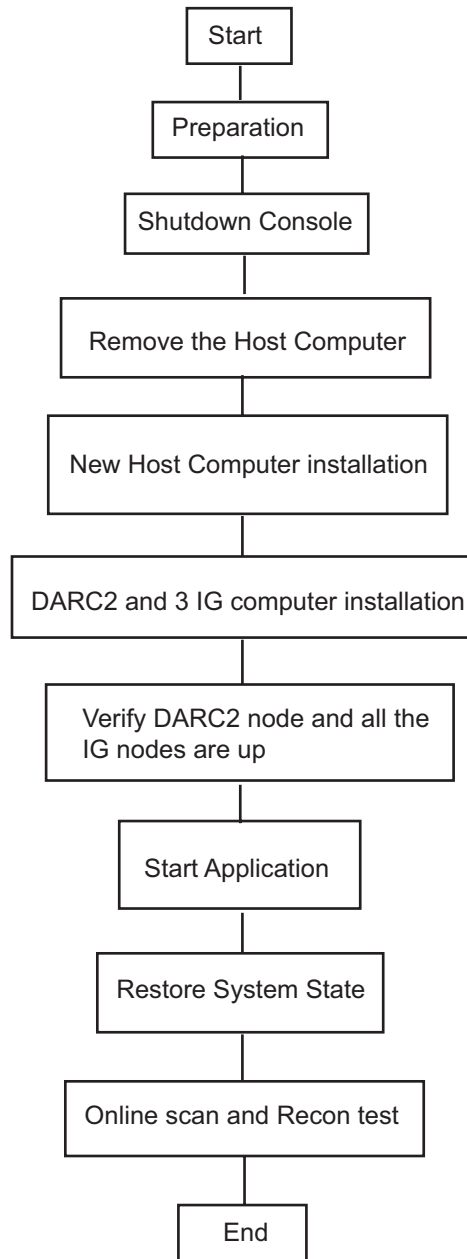 Start
Preparation
Shutdown Console
Remove the Host Computer
New Host Computer installation
DARC2 and 3 IG computer installation
Verify DARC2 node and all the
IG nodes are up
Start Application
Restore System State
Online scan and Recon test
End